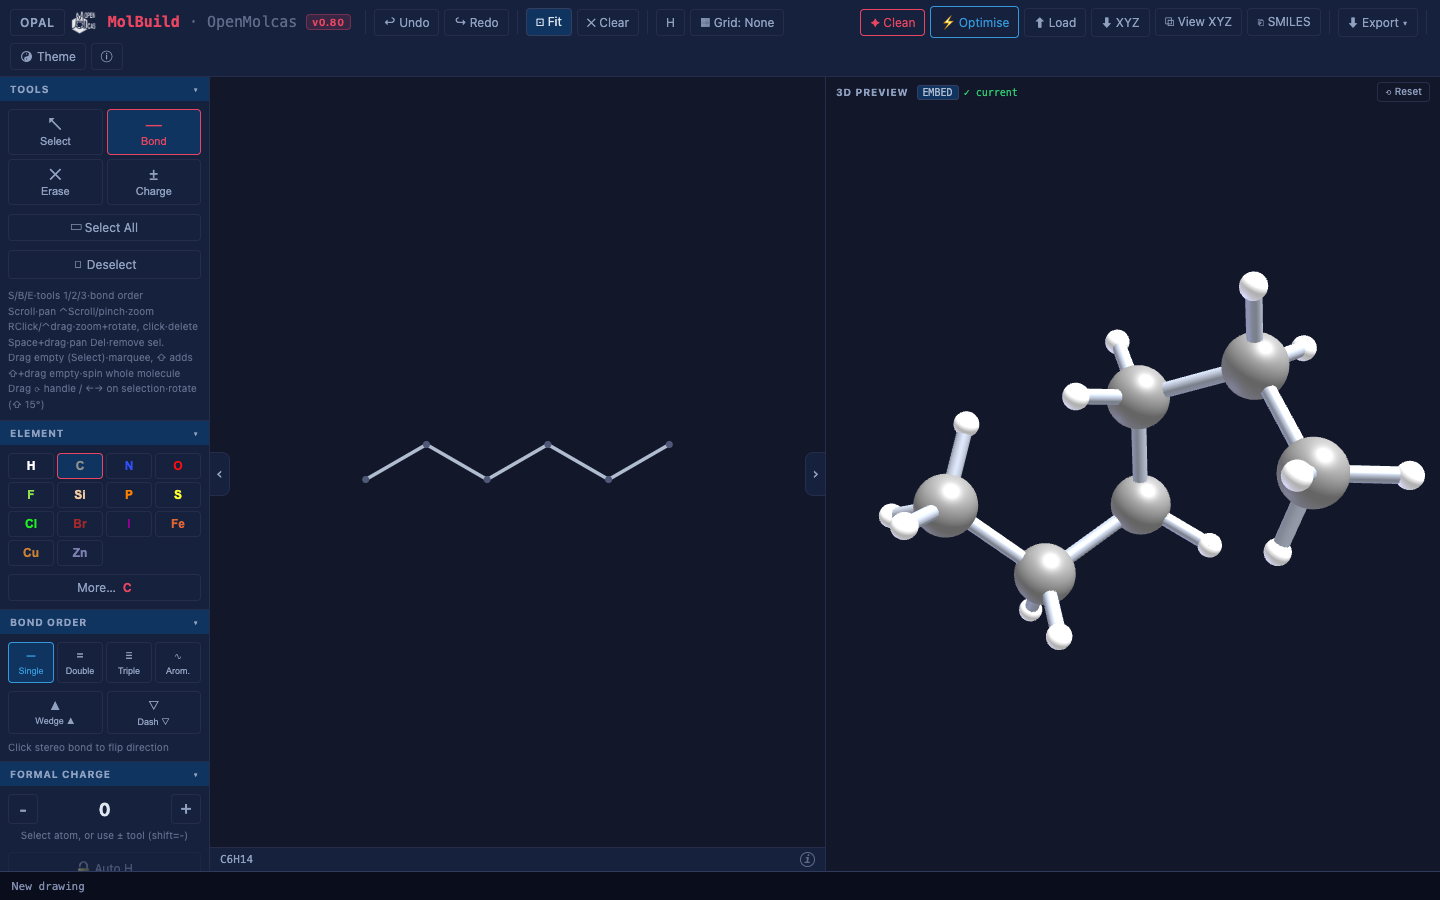 OPAL OPEN MOLCAS MolBuild · OpenMolcas v0.80 ↩ Undo ↪ Redo ⊡ Fit ✕ Clear H ▦ Grid: None ✦ Clean ⚡ Optimise ⬆ Load ⬇ XYZ View XYZ SMILES ⬇ Export ▾
Theme ⓘ
TOOLS ▾
Select
— Bond
✕ Erase
± Charge
Select All
Deselect
S/B/E·tools 1/2/3·bond order
Scroll·pan ⌃Scroll/pinch·zoom
RClick/⌃drag·zoom+rotate, click·delete
Space+drag·pan Del·remove sel.
Drag empty (Select)·marquee, ⇧ adds
⇧+drag empty·spin whole molecule
Drag ⟳ handle / ←→ on selection·rotate
(⇧ 15°)
ELEMENT ▾
H C N O
F Si P S
Cl Br I Fe
Cu Zn
More... C
BOND ORDER ▾
Single Double Triple Arom.
Wedge ▲ Dash ▽
Click stereo bond to flip direction
FORMAL CHARGE ▾
- 0 +
Select atom, or use ± tool (shift=-)
Auto H
C6H14
3D PREVIEW EMBED ✓ current Reset
New drawing